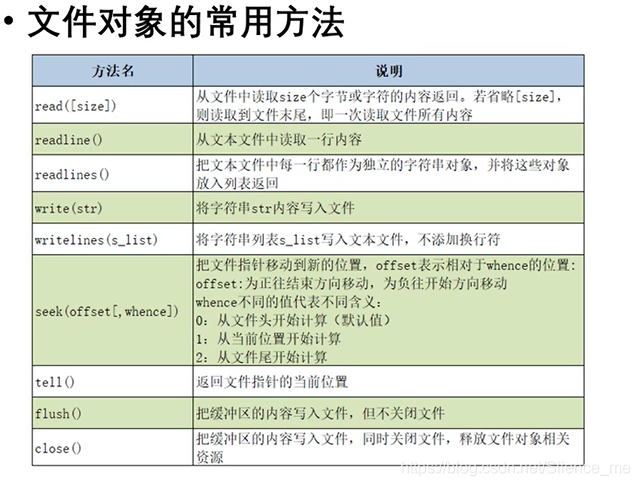 • 文件对象的常用方法
方法名 说明
read([size]) 从文件中读取size个字节或字符的内容返回。若省略[size],
则读取到文件末尾，即一次读取文件所有内容
readline() 从文本文件中读取一行内容
readlines() 把文本文件中每一行都作为独立的字符串对象，并将这些对象
放入列表返回
write(str) 将字符串str内容写入文件
writelines(s_list) 将字符串列表s_list写入文本文件，不添加换行符
seek(offset[,whence]) 把文件指针移动到新的位置，offset表示相对于whence的位置:
offset:为正往结束方向移动，为负往开始方向移动
whence不同的值代表不同含义:
0: 从文件头开始计算（默认值）
1: 从当前位置开始计算
2: 从文件尾开始计算
tell() 返回文件指针的当前位置
flush() 把缓冲区的内容写入文件，但不关闭文件
close() 把缓冲区的内容写入文件，同时关闭文件，释放文件对象相关
资源
https://blog.csdn.net/Silence_me